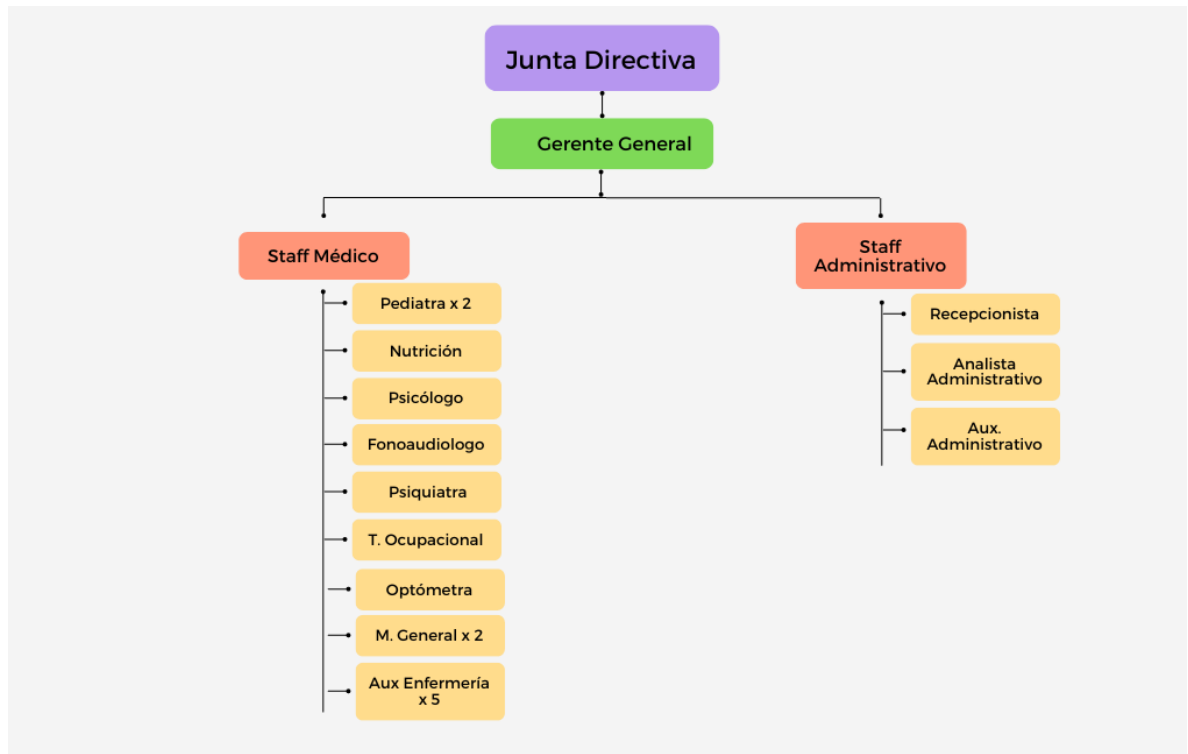 Junta Directiva
Gerente General
Staff Médico
Pediatra x 2
Nutrición
Psicólogo
Fonoaudiologo
Psiquiatra
T. Ocupacional
Optómetra
M. General x 2
Aux Enfermería
x 5
Staff
Administrativo
Recepcionista
Analista
Administrativo
Aux.
Administrativo